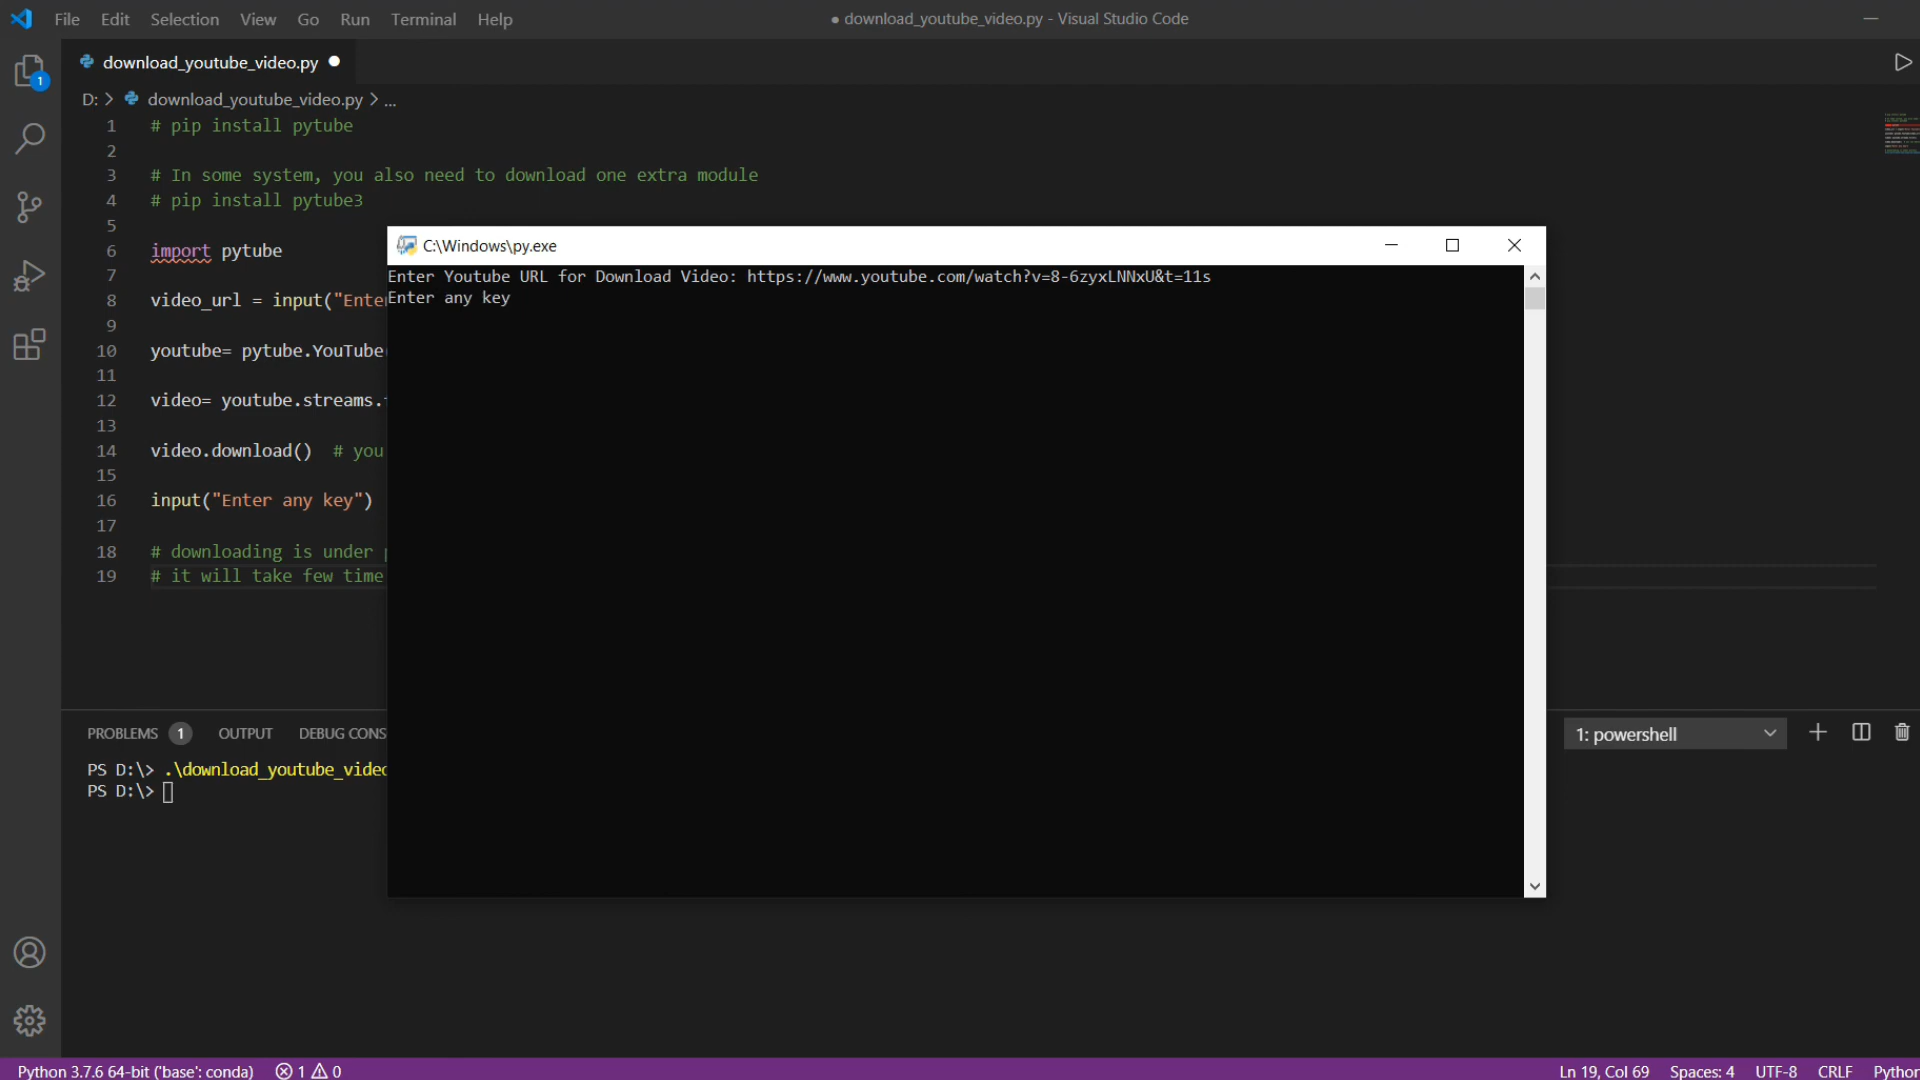 File Edit Selection View Go Run Terminal Help
● download_youtube_video.py - Visual Studio Code
1
download_youtube_video.py ●
D: > download_youtube_video.py > ...
1 # pip install pytube
2
3 # In some system, you also need to download one extra module
4 # pip install pytube3
5
6 import pytube
7
8 video_url = input("Enter
9
10 youtube= pytube.YouTube
11
12 video= youtube.streams.
13
14 video.download() # you
15
16 input("Enter any key")
17
18 # downloading is under
19 # it will take few time
C:\Windows\py.exe
Enter Youtube URL for Download Video: https://www.youtube.com/watch?v=8-6zyxLNNxU&t=11s
Enter any key
PROBLEMS 1 OUTPUT DEBUG CONS
1: powershell
PS D:\> .\download_youtube_video
PS D:\>
Python 3.7.6 64-bit ('base': conda) 1 0
Ln 19, Col 69 Spaces: 4 UTF-8 CRLF Python